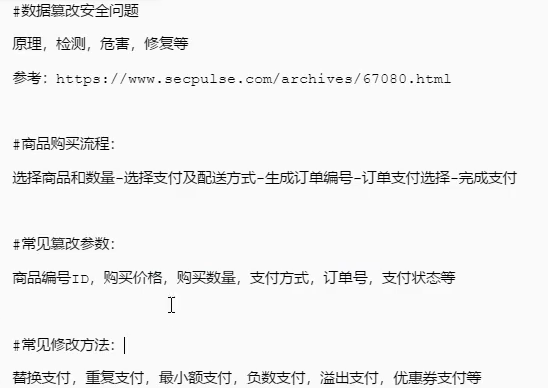 #数据篡改安全问题
原理，检测，危害，修复等
参考：https://www.secpulse.com/archives/67080.html
#商品购买流程：
选择商品和数量-选择支付及配送方式-生成订单编号-订单支付选择-完成支付
#常见篡改参数：
商品编号ID，购买价格，购买数量，支付方式，订单号，支付状态等
#常见修改方法：
替换支付，重复支付，最小额支付，负数支付，溢出支付，优惠券支付等